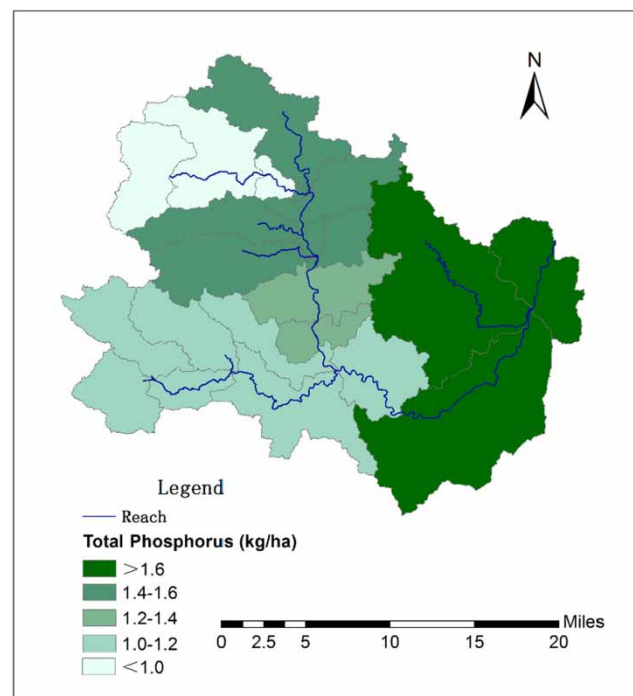 N
Legend
Reach
Total Phosphorus (kg/ha)
>1.6
1.4-1.6
1.2-1.4
1.0-1.2
<1.0
Miles
0 2.5 5 10 15 20